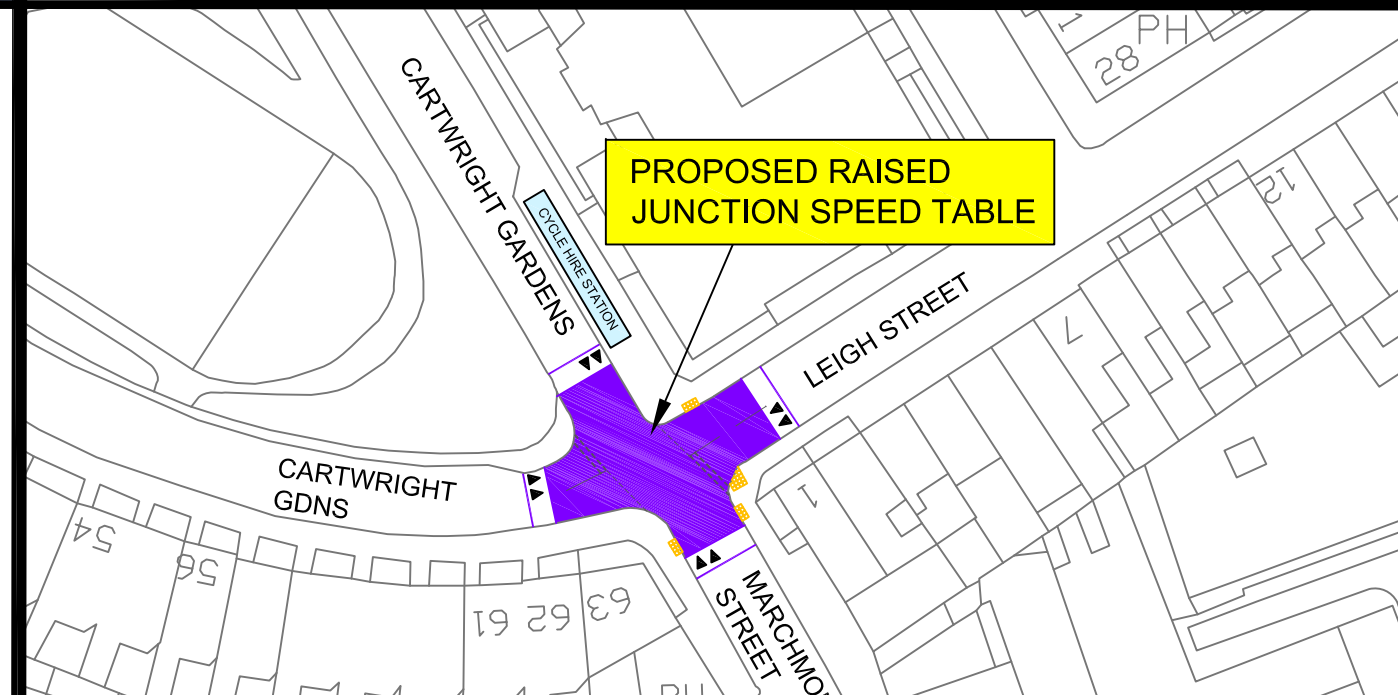 PH
28
CARTWRIGHT GARDENS
PROPOSED RAISED
JUNCTION SPEED TABLE
12
CYCLE HIRE STATION
LEIGH STREET
7
CARTWRIGHT
GDNS
1
54
56
61 62 63
MARCHMO
STREET
PH